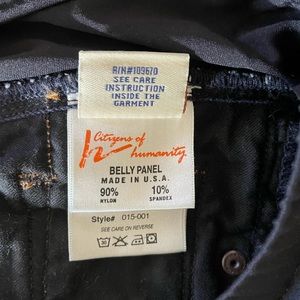 R/N#109670
SEE CARE
INSTRUCTION
INSIDE THE
GARMENT
Citizens of
humanity
BELLY PANEL
MADE IN U.S.A.
90% 10%
NYLON SPANDEX
Style# 015-001
SEE CARE ON REVERSE
30